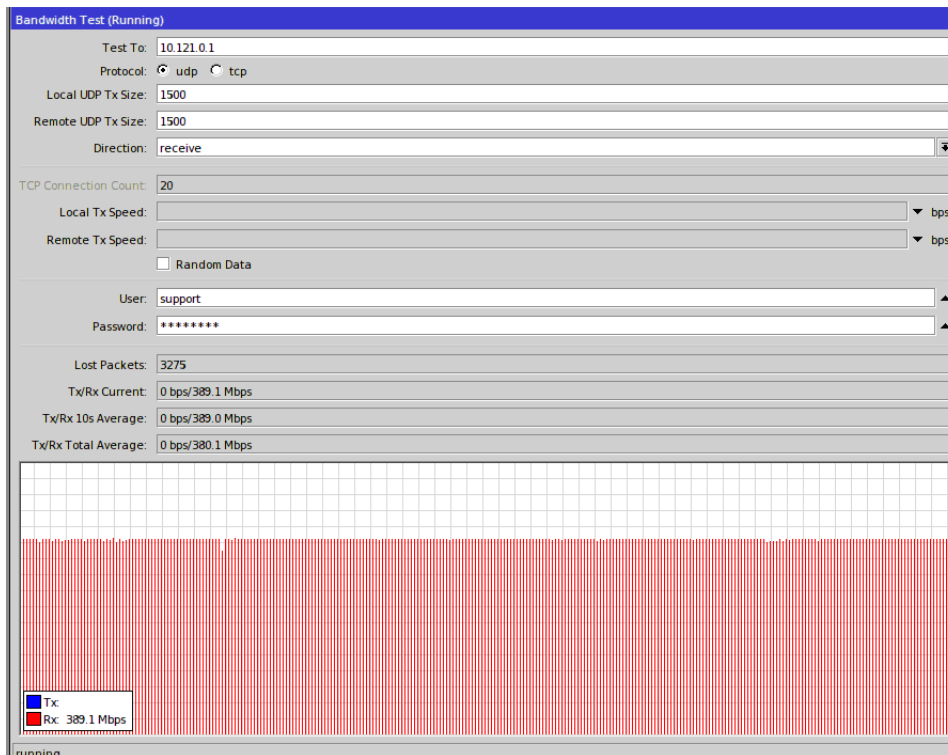 Bandwidth Test (Running)
Test To: 10.121.0.1
Protocol: udp tcp
Local UDP Tx Size: 1500
Remote UDP Tx Size: 1500
Direction: receive
TCP Connection Count: 20
Local Tx Speed: bps
Remote Tx Speed: bps
Random Data
User: support
Password: ********
Lost Packets: 3275
Tx/Rx Current: 0 bps/389.1 Mbps
Tx/Rx 10s Average: 0 bps/389.0 Mbps
Tx/Rx Total Average: 0 bps/380.1 Mbps
Tx:
Rx: 389.1 Mbps
running